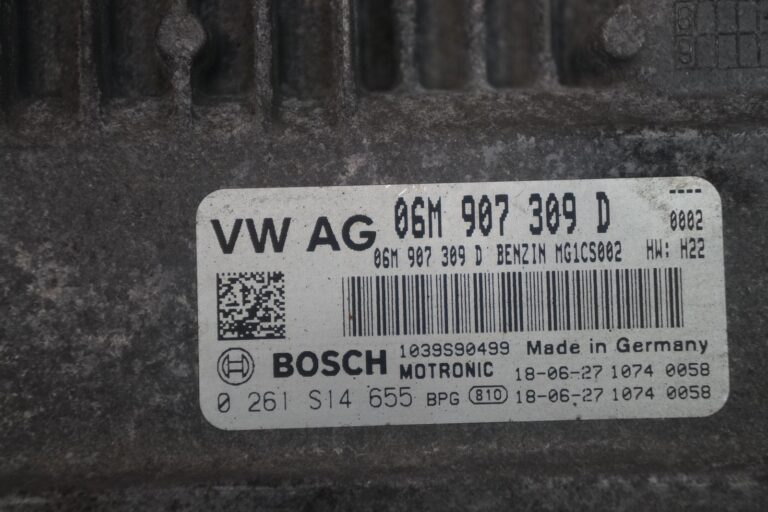 VW AG 06M 907 309 D 0002
06M 907 309 D BENZIN MG1CS002 HW: H22
BOSCH 1039S90499 Made in Germany
MOTRONIC 18-06-27 1074 0058
0 261 S14 655 BPG 810 18-06-27 1074 0058